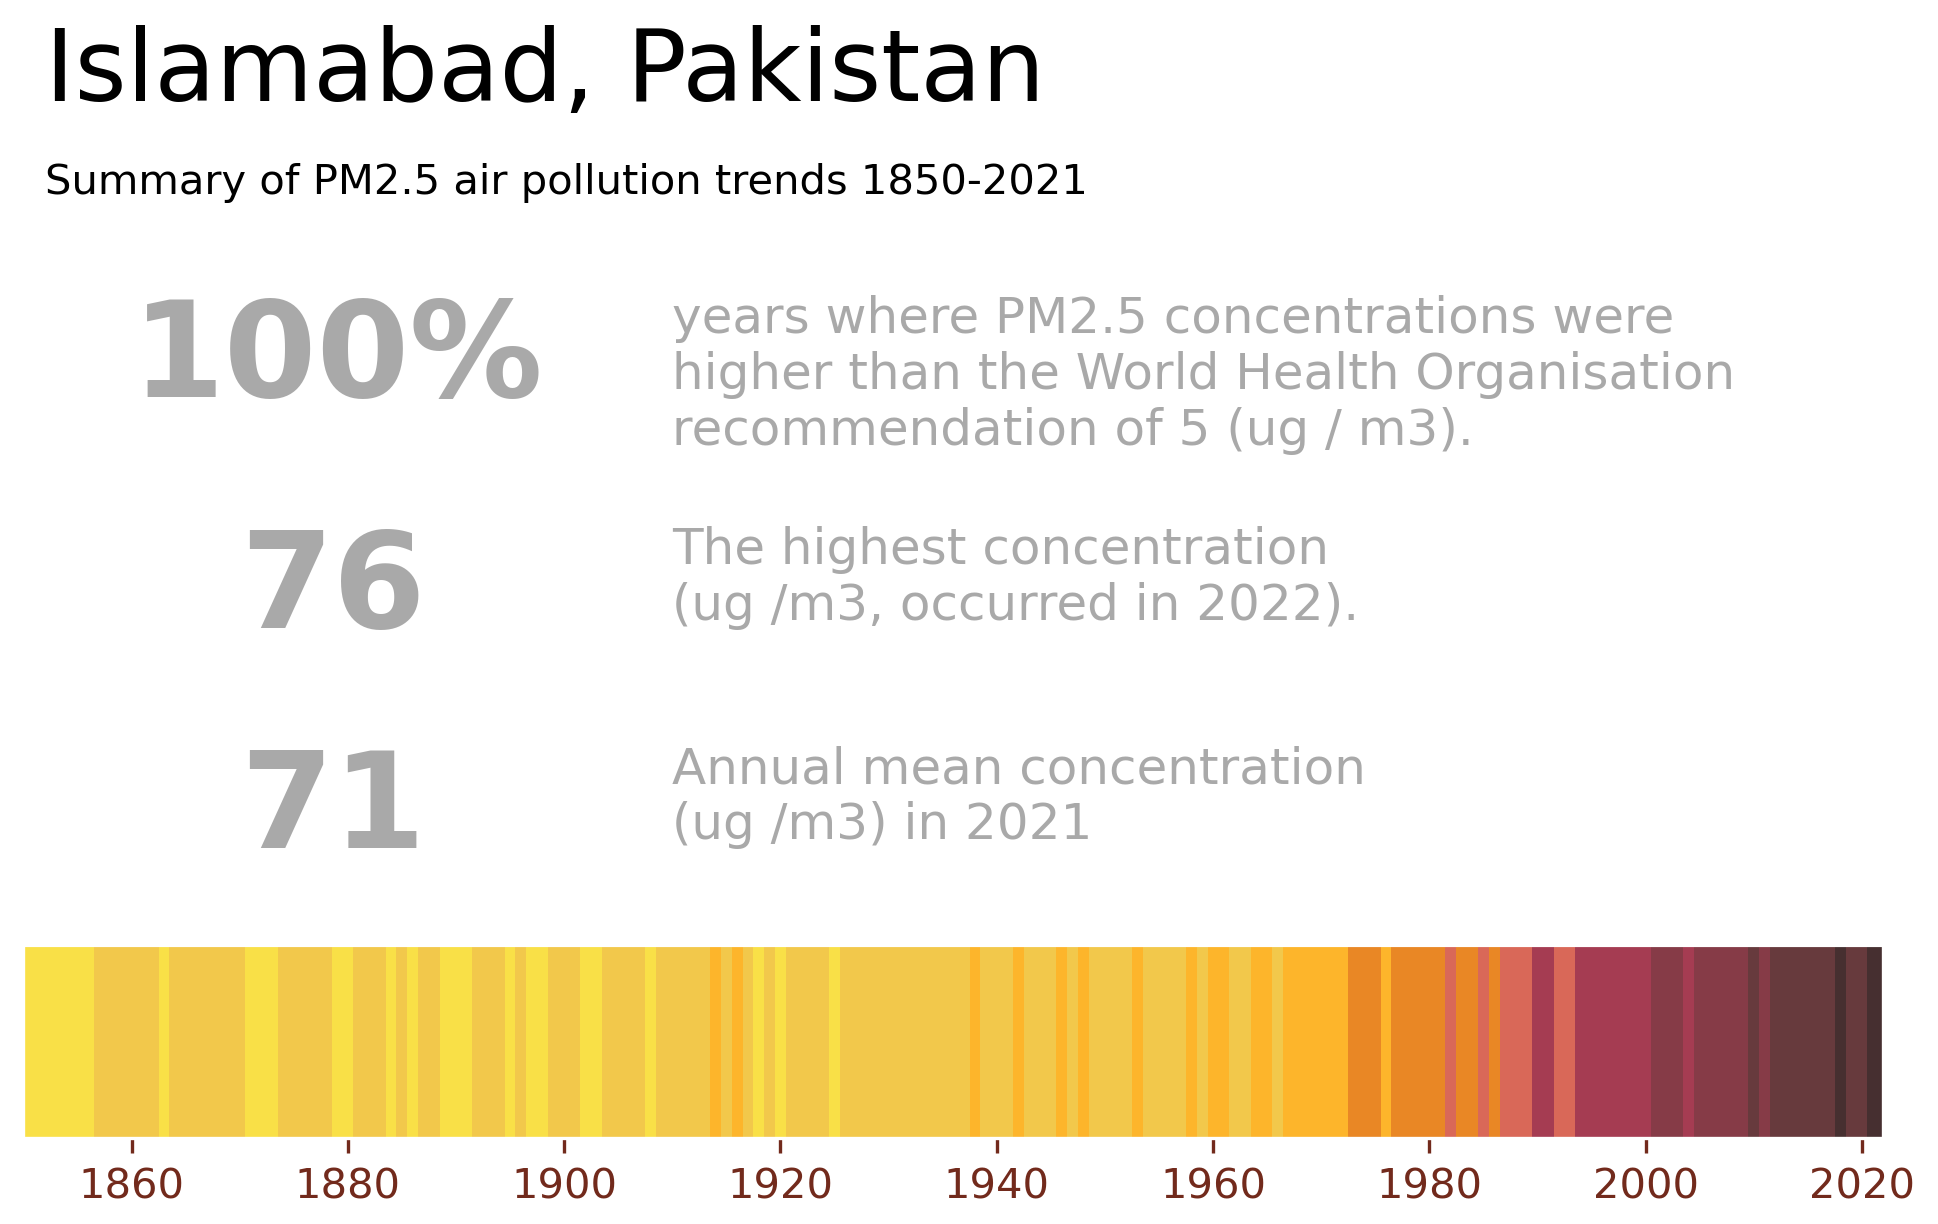 Islamabad, Pakistan
Summary of PM2.5 air pollution trends 1850-2021
100%
years where PM2.5 concentrations were
higher than the World Health Organisation
recommendation of 5 (ug / m3).
76
The highest concentration
(ug /m3, occurred in 2022).
71
Annual mean concentration
(ug /m3) in 2021
1860 1880 1900 1920 1940 1960 1980 2000 2020